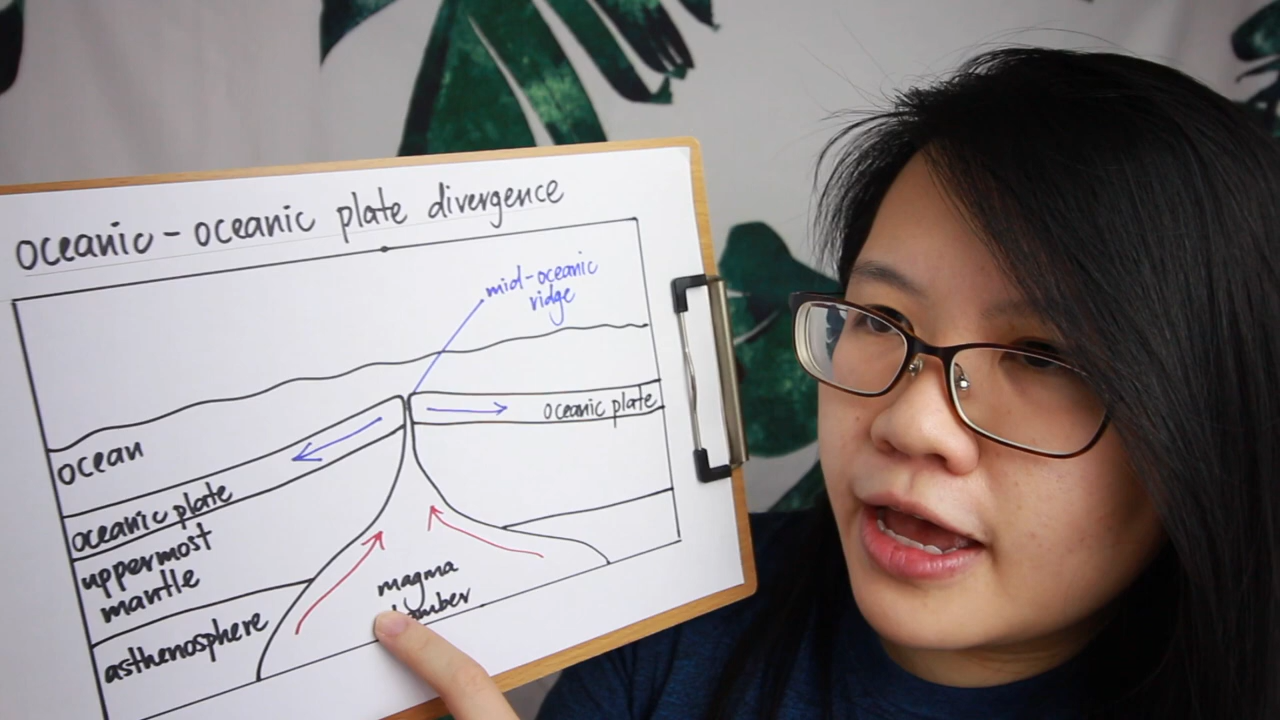 oceanic - oceanic plate divergence
mid-oceanic
ridge
oceanic plate
ocean
oceanic plate
uppermost
mantle
magma
asthenosphere